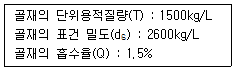 골재의 단위용적질량(T) : 1500kg/L
골재의 표건 밀도(ds) : 2600kg/L
골재의 흡수율(Q) : 1.5%